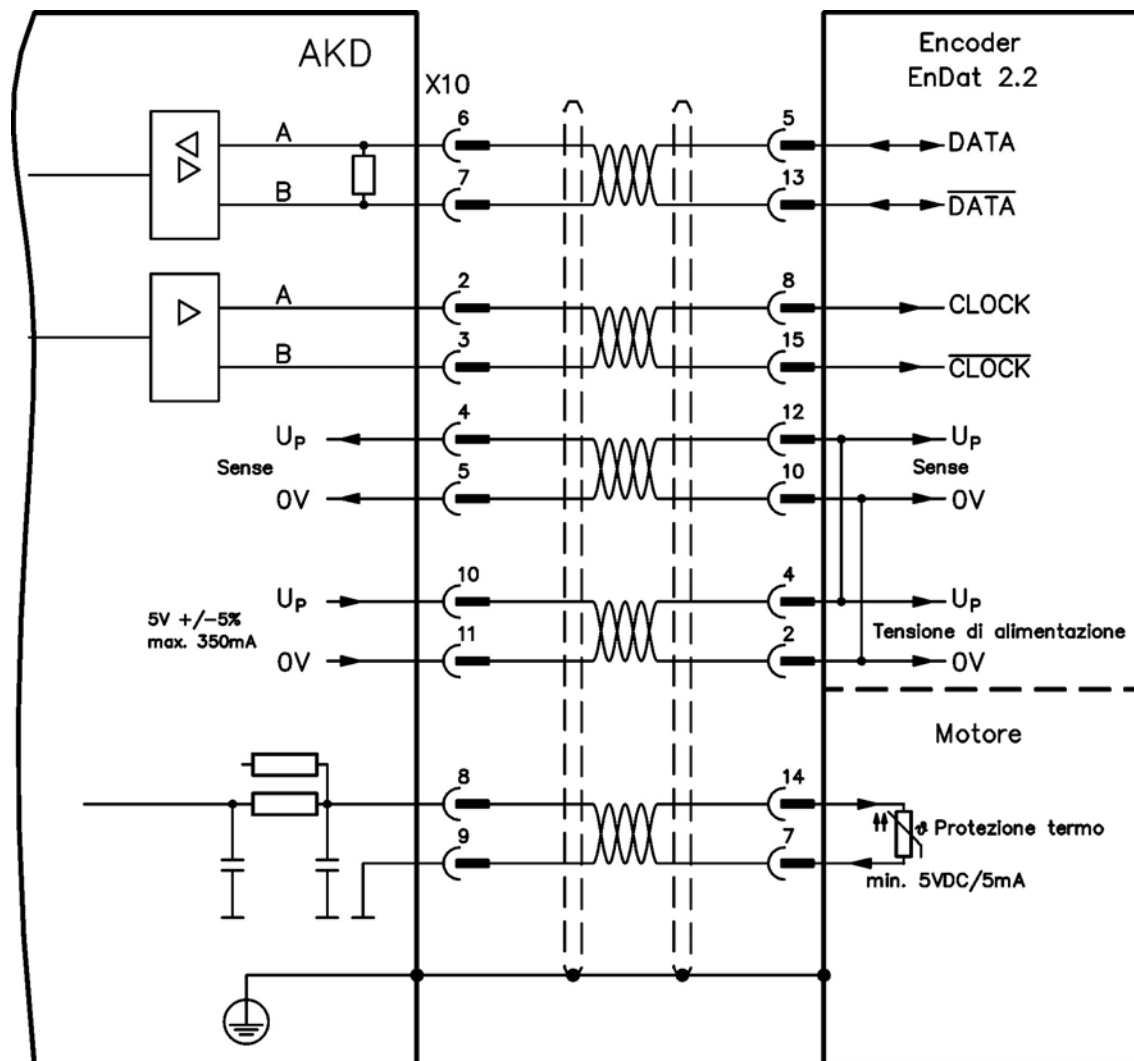 AKD
Encoder
EnDat 2.2
X10
A 6 5 DATA
B 7 13 DATA
A 2 8 CLOCK
B 3 15 CLOCK
UP 4 12 UP
Sense Sense
0V 5 10 0V
UP 10 4 UP
5V +/-5%
max. 350mA
Tensione di alimentazione
0V 11 2 0V
Motore
8 14
ϑ Protezione termo
9 7
min. 5VDC/5mA